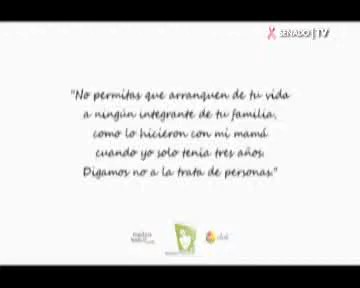 SENADO|TV
"No permitas que arranquen de tu vida
a ningún integrante de tu familia,
como lo hicieron con mi mamá
cuando yo solo tenía tres años.
Digamos no a la trata de personas."